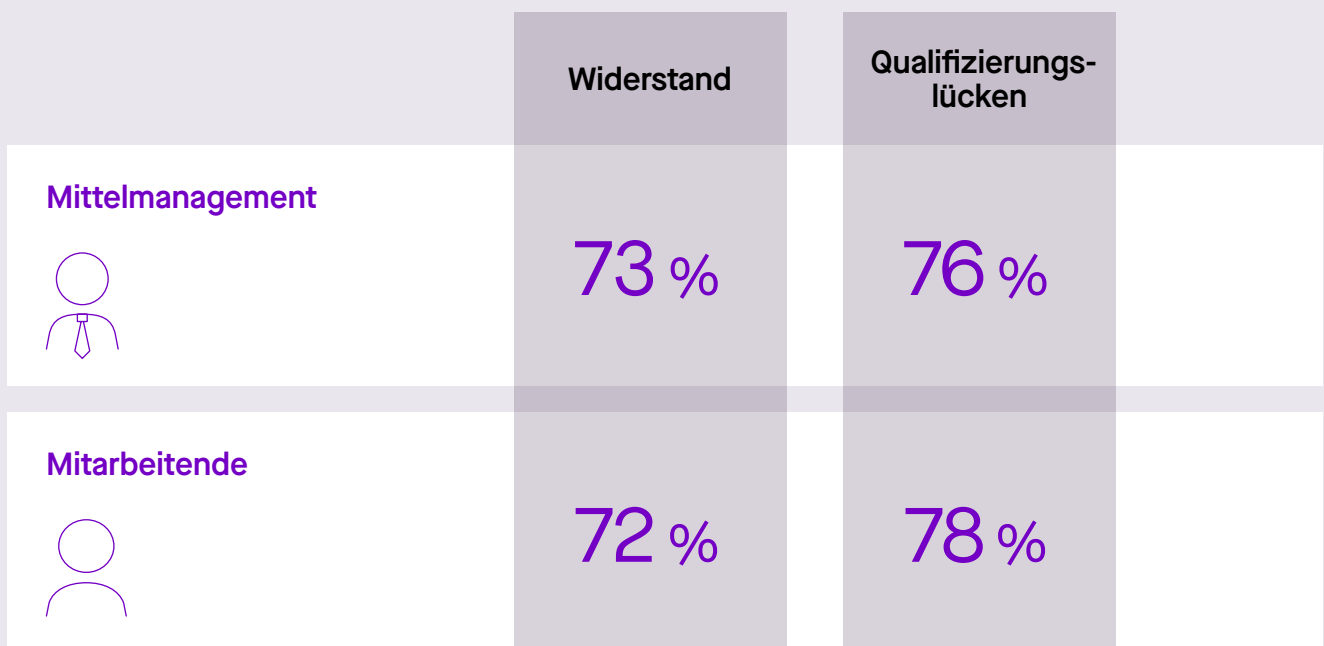 Widerstand
Qualifizierungs-
lücken
Mittelmanagement
73 %
76 %
Mitarbeitende
72 %
78 %